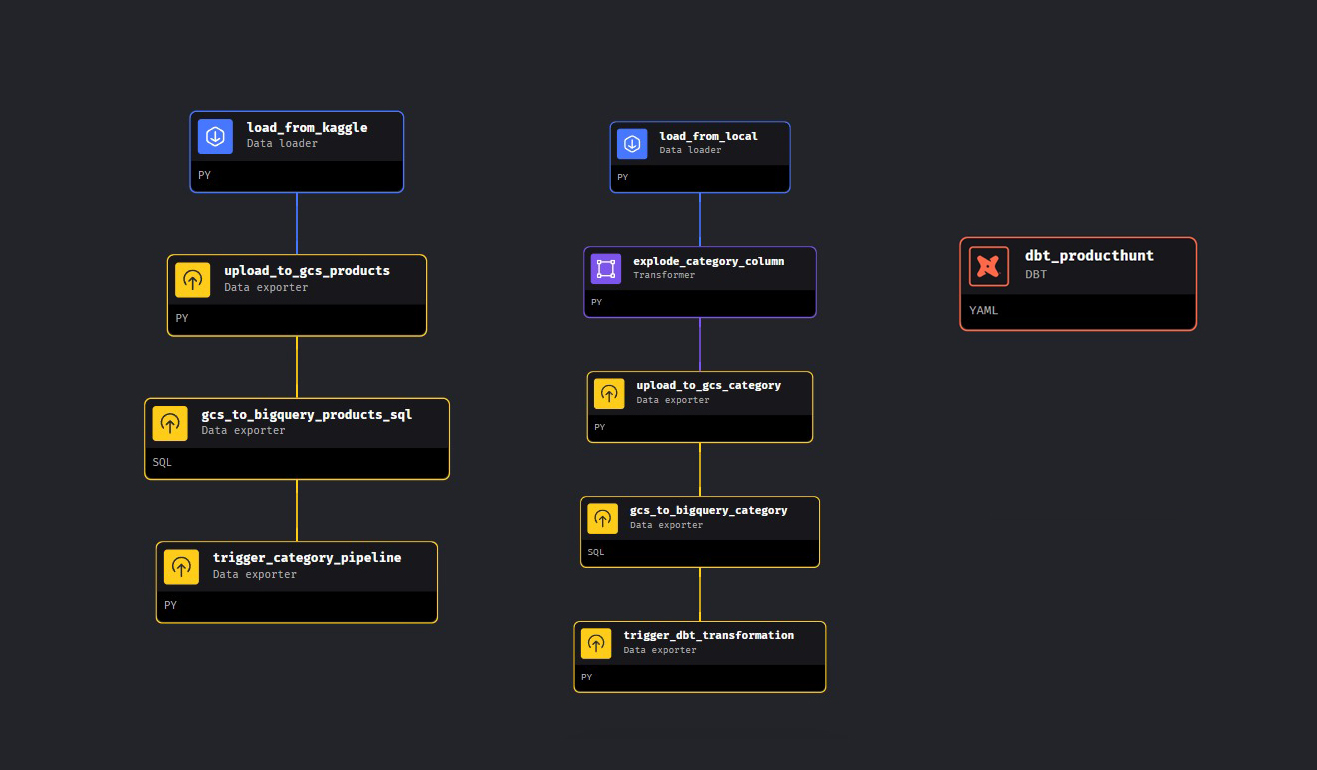 load_from_kaggle
Data loader
PY
upload_to_gcs_products
Data exporter
PY
gcs_to_bigquery_products_sql
Data exporter
SQL
trigger_category_pipeline
Data exporter
PY
load_from_local
Data loader
PY
explode_category_column
Transformer
PY
upload_to_gcs_category
Data exporter
PY
gcs_to_bigquery_category
Data exporter
SQL
trigger_dbt_transformation
Data exporter
PY
dbt_producthunt
DBT
YAML